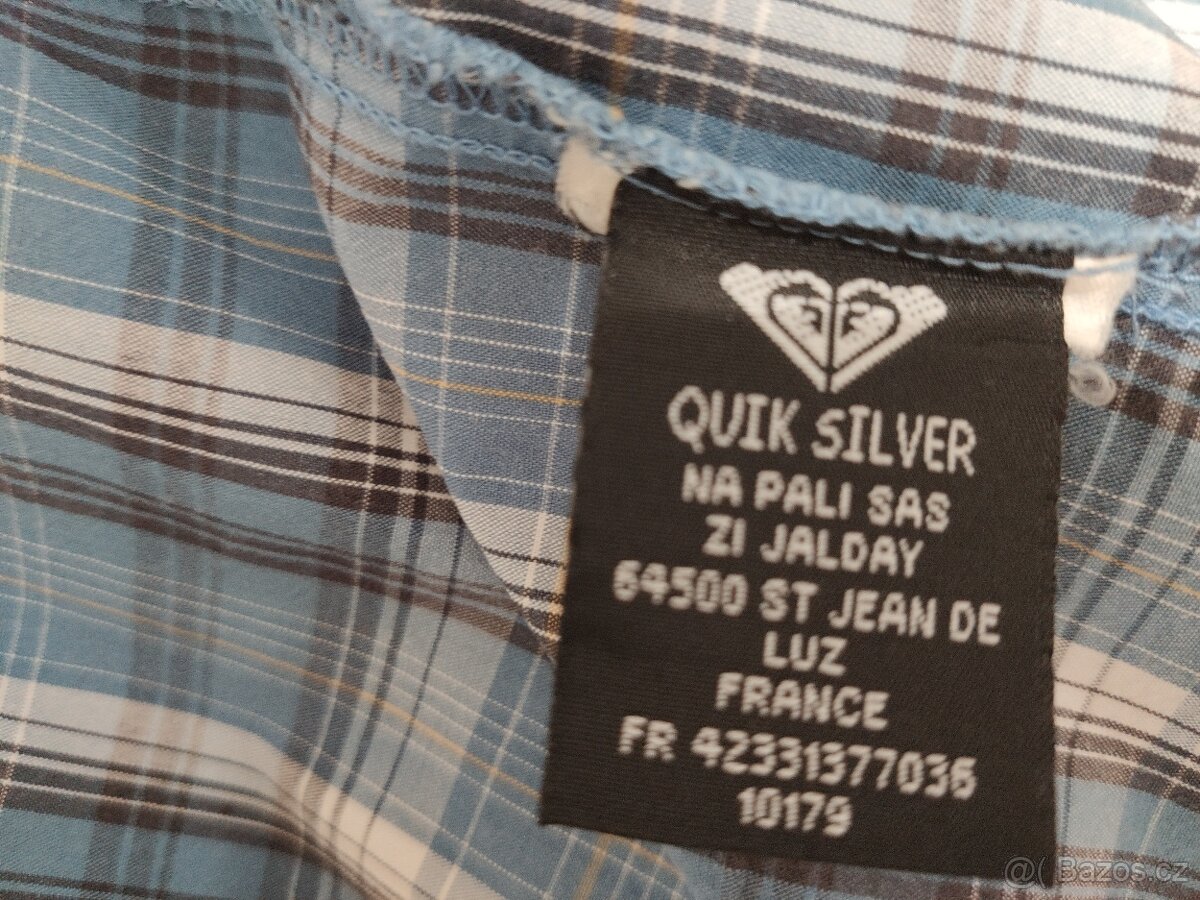 QUIK SILVER
NA PALI SAS
ZI JALDAY
64500 ST JEAN DE
LUZ
FRANCE
FR 42331377036
10179
@( Bazos.cz